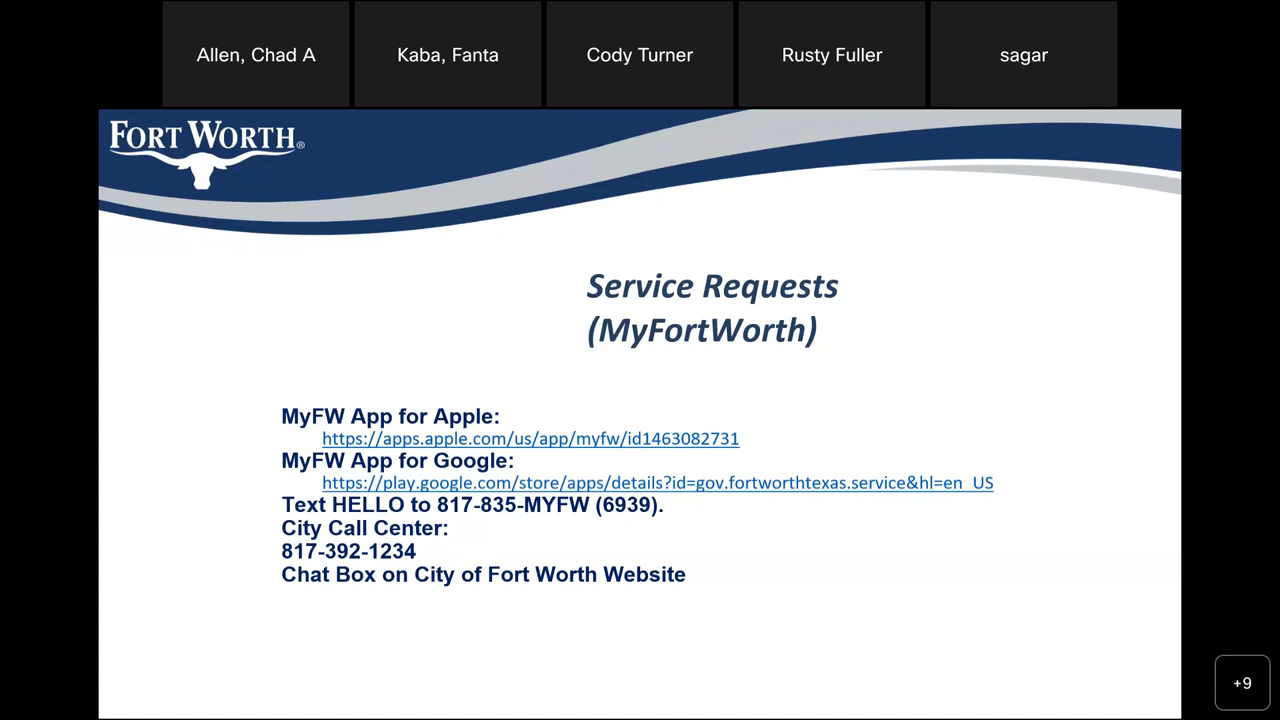 Allen, Chad A
Kaba, Fanta
Cody Turner
Rusty Fuller
sagar
FORT WORTH®
Service Requests
(MyFortWorth)
MyFW App for Apple:
https://apps.apple.com/us/app/myfw/id1463082731
MyFW App for Google:
https://play.google.com/store/apps/details?id=gov.fortworthtexas.service&hl=en_US
Text HELLO to 817-835-MYFW (6939).
City Call Center:
817-392-1234
Chat Box on City of Fort Worth Website
+9